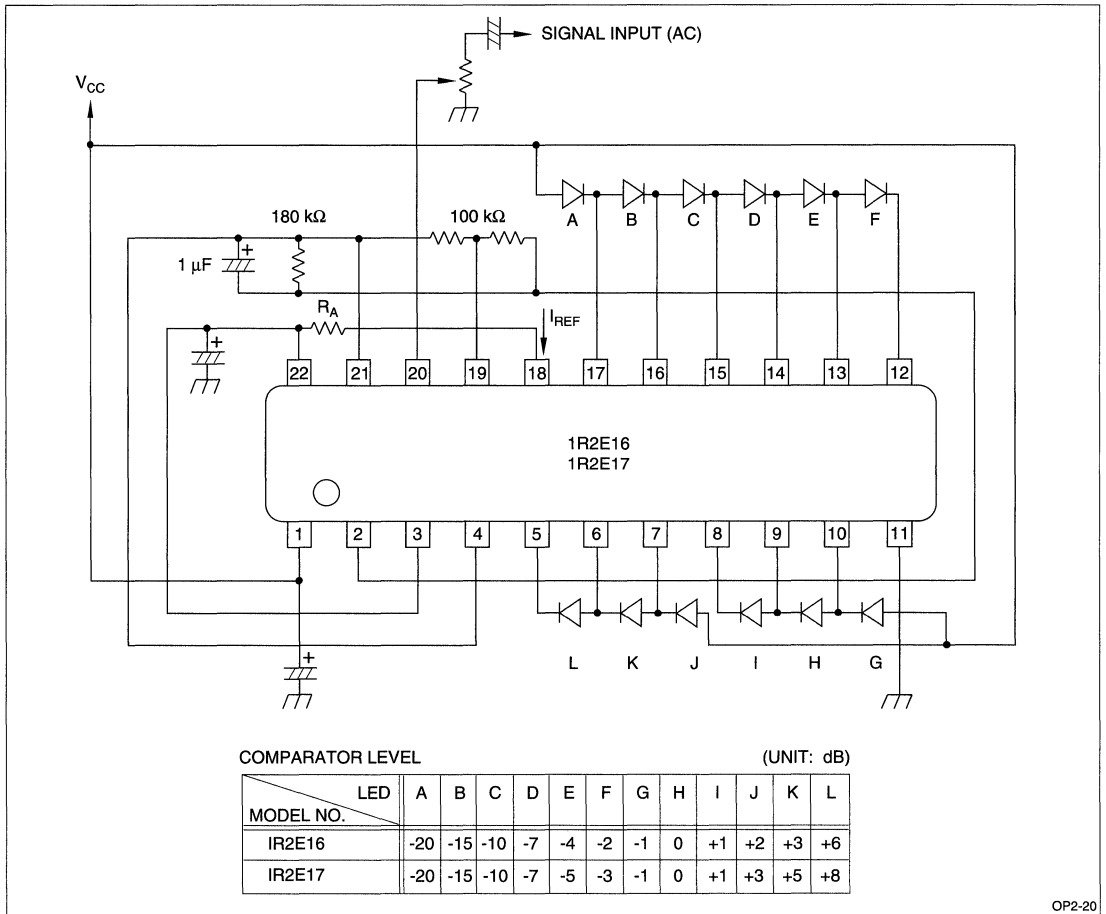 SIGNAL INPUT (AC)
VCC
A B C D E F
180 kΩ 100 kΩ
1 µF +
RA
IREF
+
22 21 20 19 18 17 16 15 14 13 12
1R2E16
1R2E17
1 2 3 4 5 6 7 8 9 10 11
+
L K J I H G
COMPARATOR LEVEL (UNIT: dB)
LED A B C D E F G H I J K L
MODEL NO.
IR2E16 -20 -15 -10 -7 -4 -2 -1 0 +1 +2 +3 +6
IR2E17 -20 -15 -10 -7 -5 -3 -1 0 +1 +3 +5 +8
OP2-20